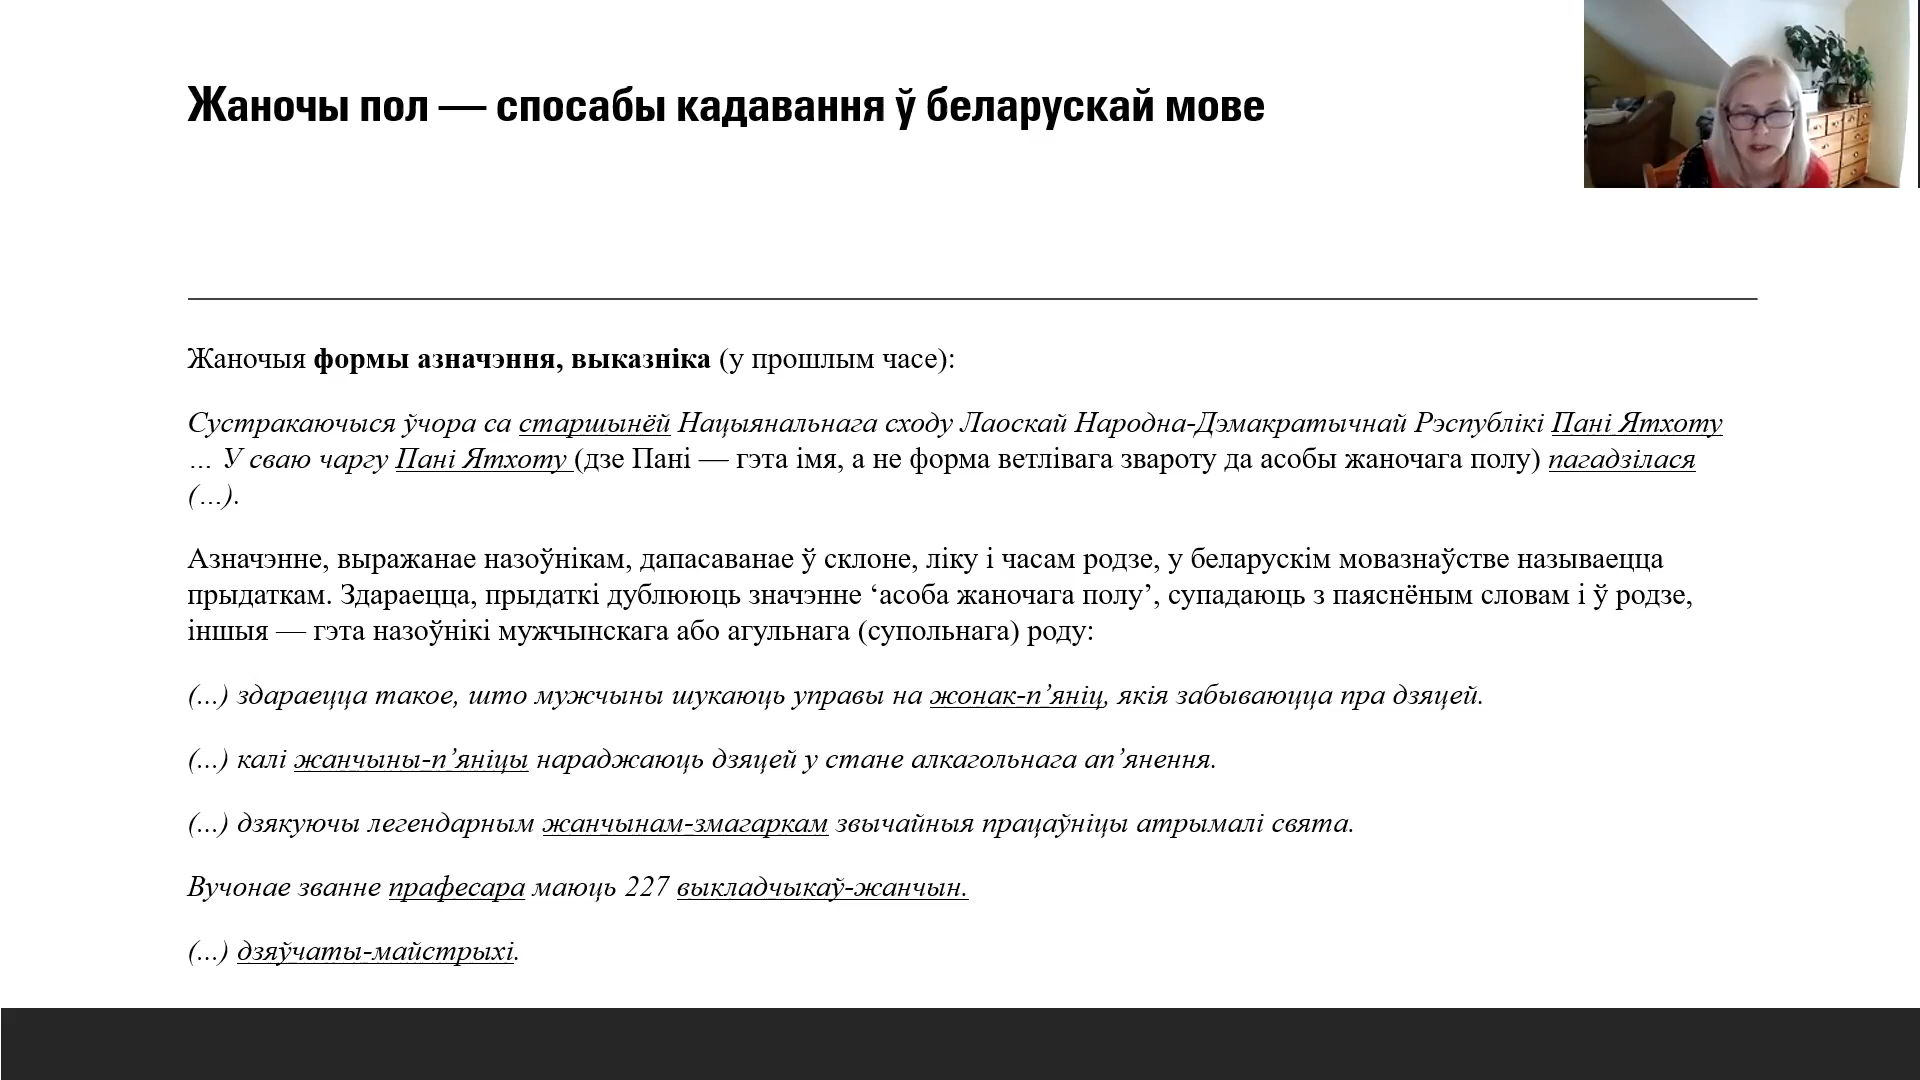 Жаночы пол — спосабы кадавання ў беларускай мове
Жаночыя формы азначэння, выказніка (у прошлым часе):
Сустракаючыся ўчора са старшынёй Нацыянальнага сходу Лаоскай Народна-Дэмакратычнай Рэспублікі Пані Ятхоту
... У сваю чаргу Пані Ятхоту (дзе Пані — гэта імя, а не форма ветлівага звароту да асобы жаночага полу) пагадзілася
(...).
Азначэнне, выражанае назоўнікам, дапасаванае ў склоне, ліку і часам родзе, у беларускім мовазнаўстве называецца
прыдаткам. Здараецца, прыдаткі дублююць значэнне ‘асоба жаночага полу’, супадаюць з паяснёным словам і ў родзе,
іншыя — гэта назоўнікі мужчынскага або агульнага (супольнага) роду:
(...) здараецца такое, што мужчыны шукаюць управы на жонак-п’яніц, якія забываюцца пра дзяцей.
(...) калі жанчыны-п’яніцы нараджаюць дзяцей у стане алкагольнага ап’янення.
(...) дзякуючы легендарным жанчынам-змагаркам звычайныя працаўніцы атрымалі свята.
Вучонае званне прафесара маюць 227 выкладчыкаў-жанчын.
(...) дзяўчаты-майстрыхі.